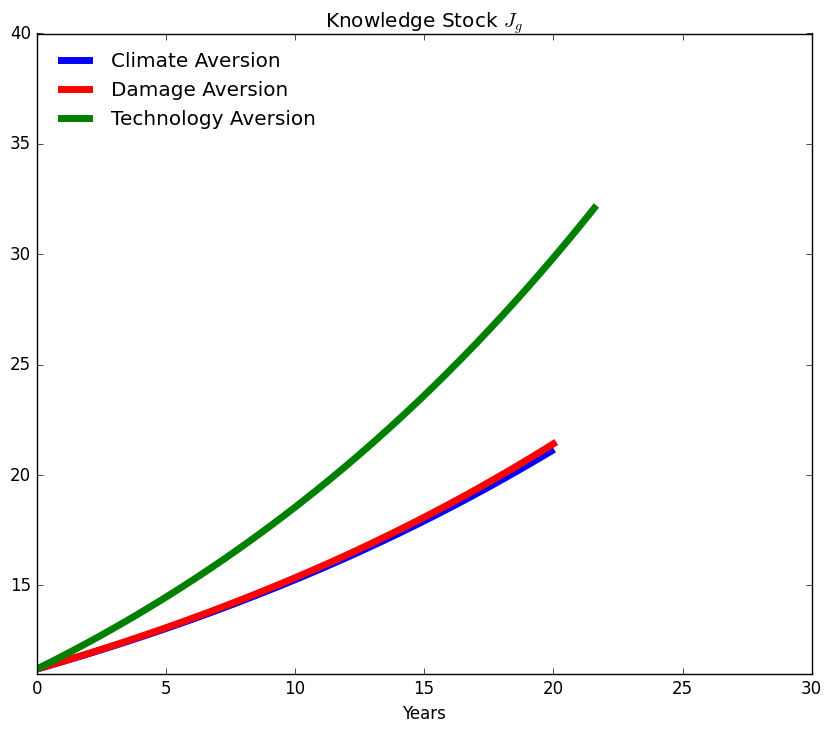 Knowledge Stock J_g
40
35
30
25
20
15
Climate Aversion
Damage Aversion
Technology Aversion
0 5 10 15 20 25 30
Years